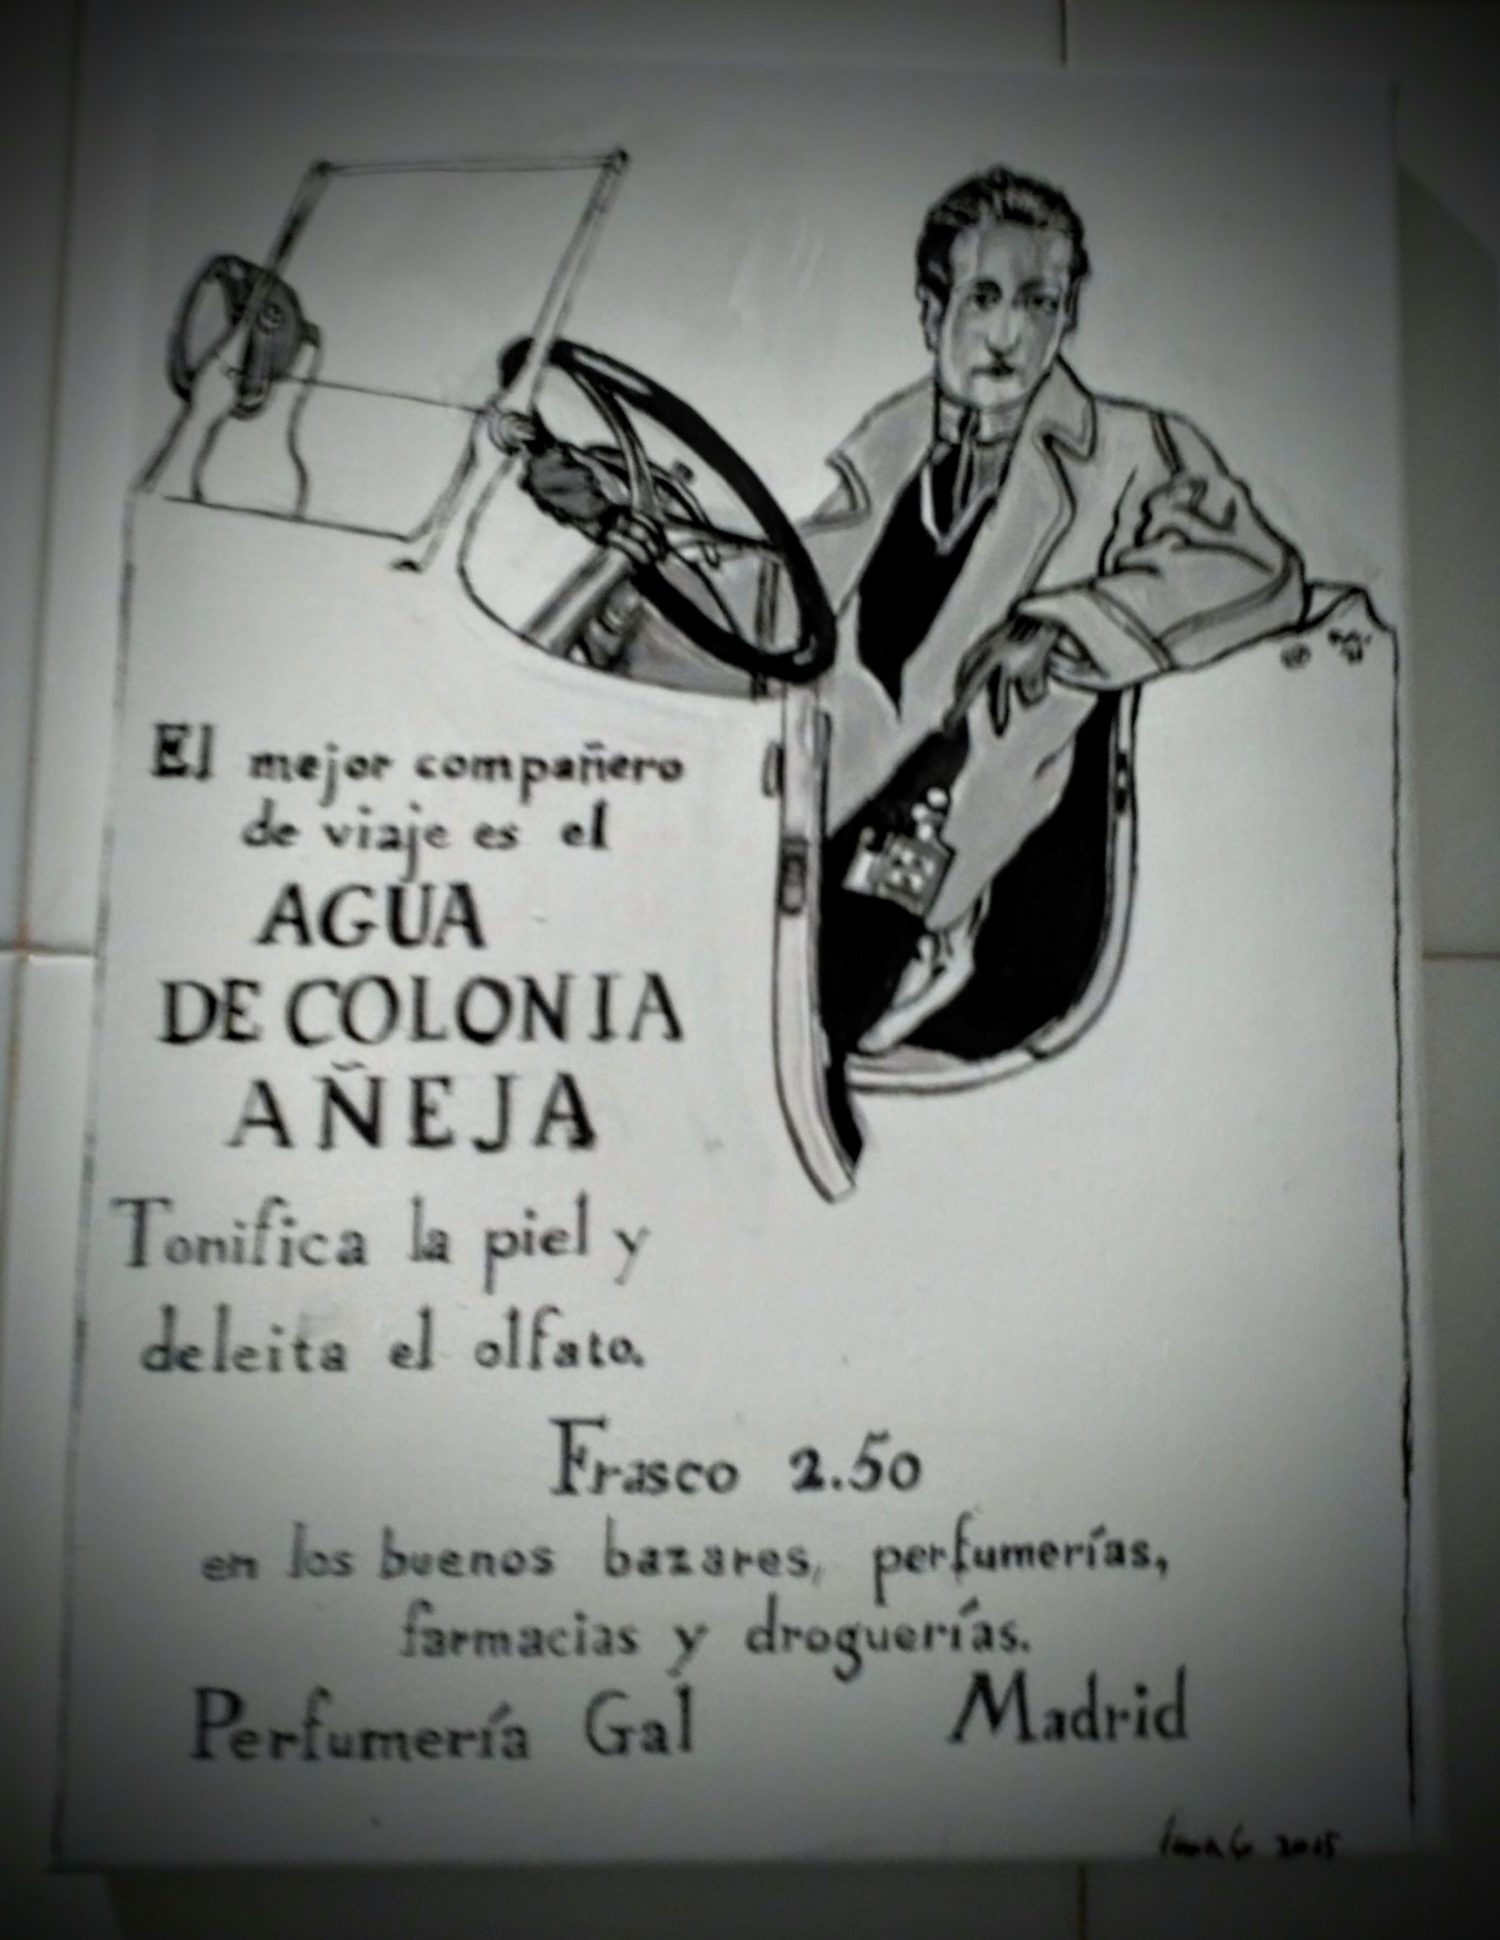 El mejor compañero
de viaje es el
AGUA
DE COLONIA
AÑEJA
Tonifica la piel y
deleita el olfato.
Frasco 2.50
en los buenos bazares, perfumerías,
farmacias y droguerías.
Perfumería Gal Madrid
2015